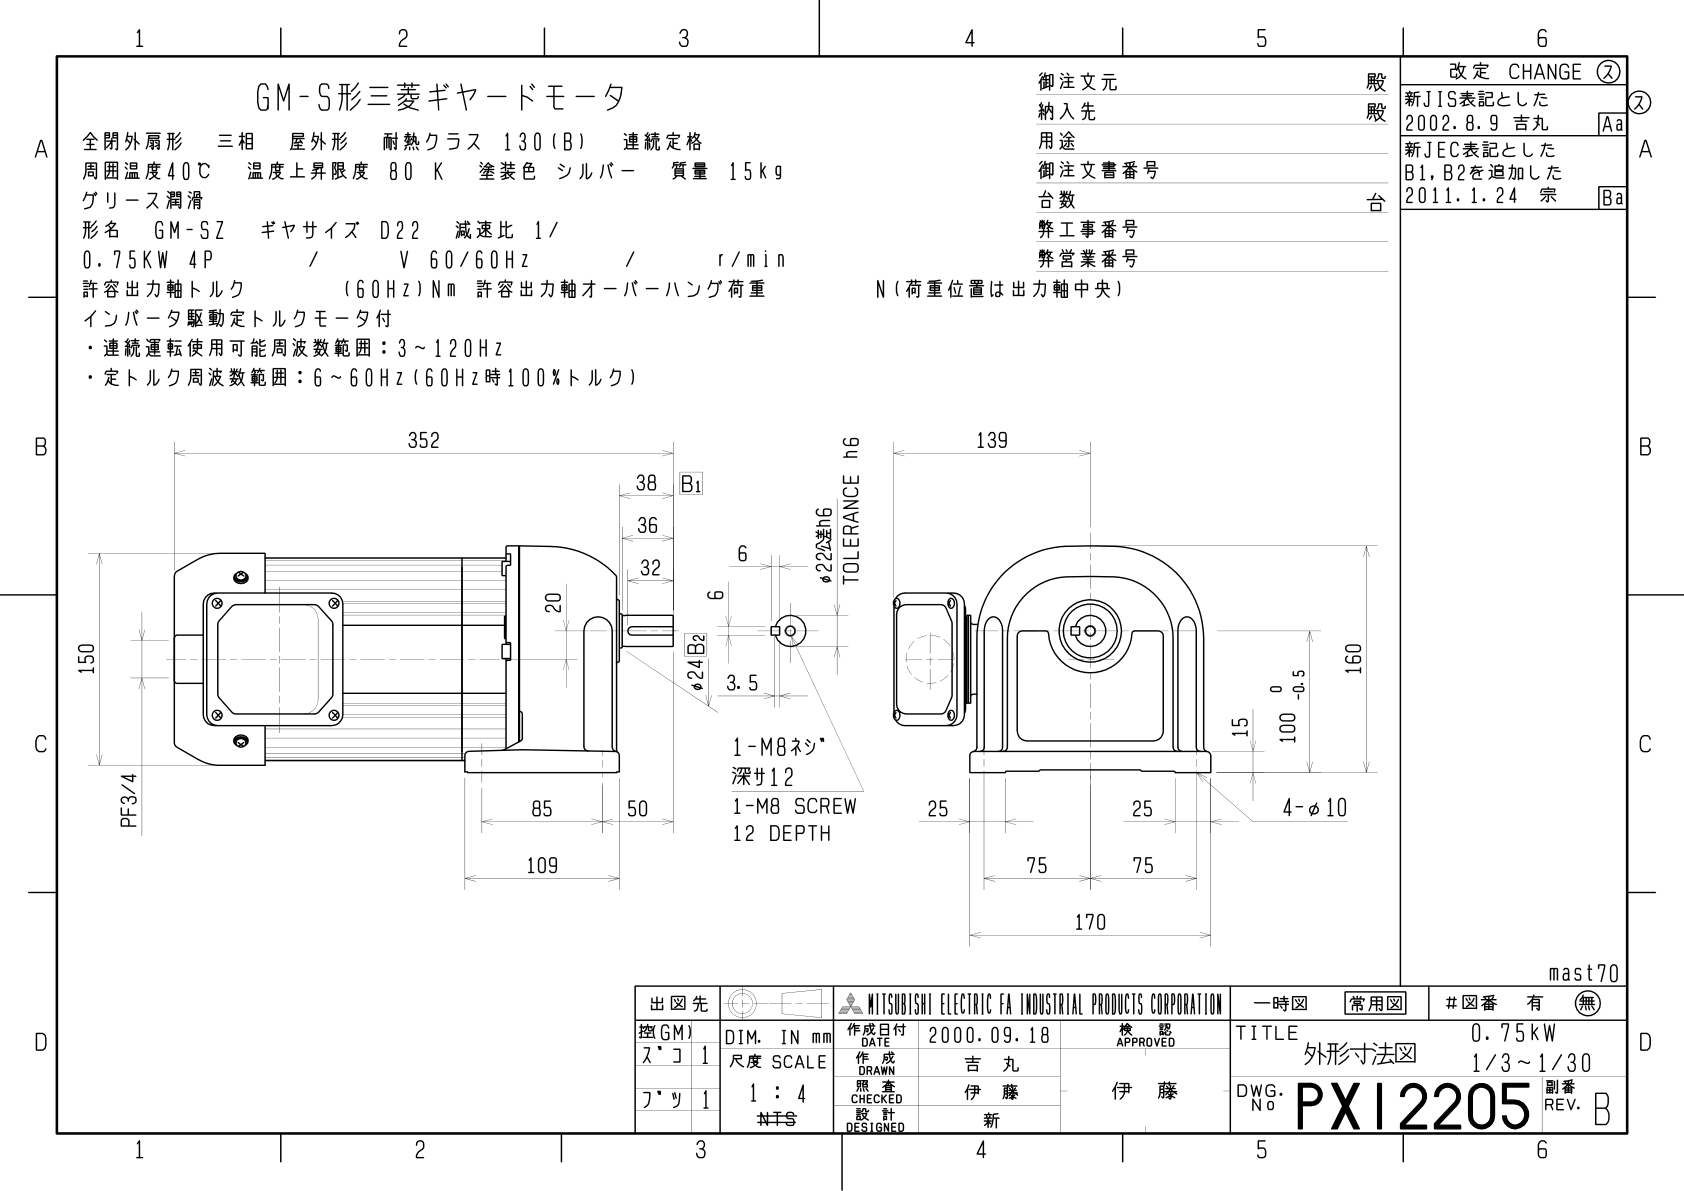 1 2 3 4 5 6
A
B
C
D
GM-S形三菱ギヤードモータ
全閉外扇形 三相 屋外形 耐熱クラス 130(B) 連続定格
周囲温度40℃ 温度上昇限度 80 K 塗装色 シルバー 質量 15kg
グリース潤滑
形名 GM-SZ ギヤサイズ D22 減速比 1/
0.75KW 4P / V 60/60Hz / r/min
許容出力軸トルク (60Hz)Nm 許容出力軸オーバーハング荷重 N(荷重位置は出力軸中央)
インバータ駆動定トルクモータ付
・連続運転使用可能周波数範囲：3～120Hz
・定トルク周波数範囲：6～60Hz(60Hz時100%トルク)
御注文元 殿
納入先 殿
用途
御注文書番号
台数 台
弊工事番号
弊営業番号
改定 CHANGE ス
新JIS表記とした
2002.8.9 吉丸 Aa
新JEC表記とした
B1,B2を追加した
2011.1.24 宗 Ba
ス
A
B
C
D
352
38 B1
36
32
20
150
PF3/4
85 50
109
φ24 B2
6
6
3.5
φ22公差h6
TOLERANCE h6
1-M8ネジ
深サ12
1-M8 SCREW
12 DEPTH
139
160
100 0 -0.5
15
25 25
4-φ10
75 75
170
mast70
出図先
控(GM)
ズコ 1
ブツ 1
DIM. IN mm
尺度 SCALE
1 : 4
NTS
MITSUBISHI ELECTRIC FA INDUSTRIAL PRODUCTS CORPORATION
作成日付 DATE 2000.09.18
作成 DRAWN 吉丸
照査 CHECKED 伊藤
設計 DESIGNED 新
検認 APPROVED
伊藤
一時図 常用図 #図番 有 無
TITLE 外形寸法図
0.75kW
1/3～1/30
DWG. No PX12205
副番 REV. B
1 2 3 4 5 6